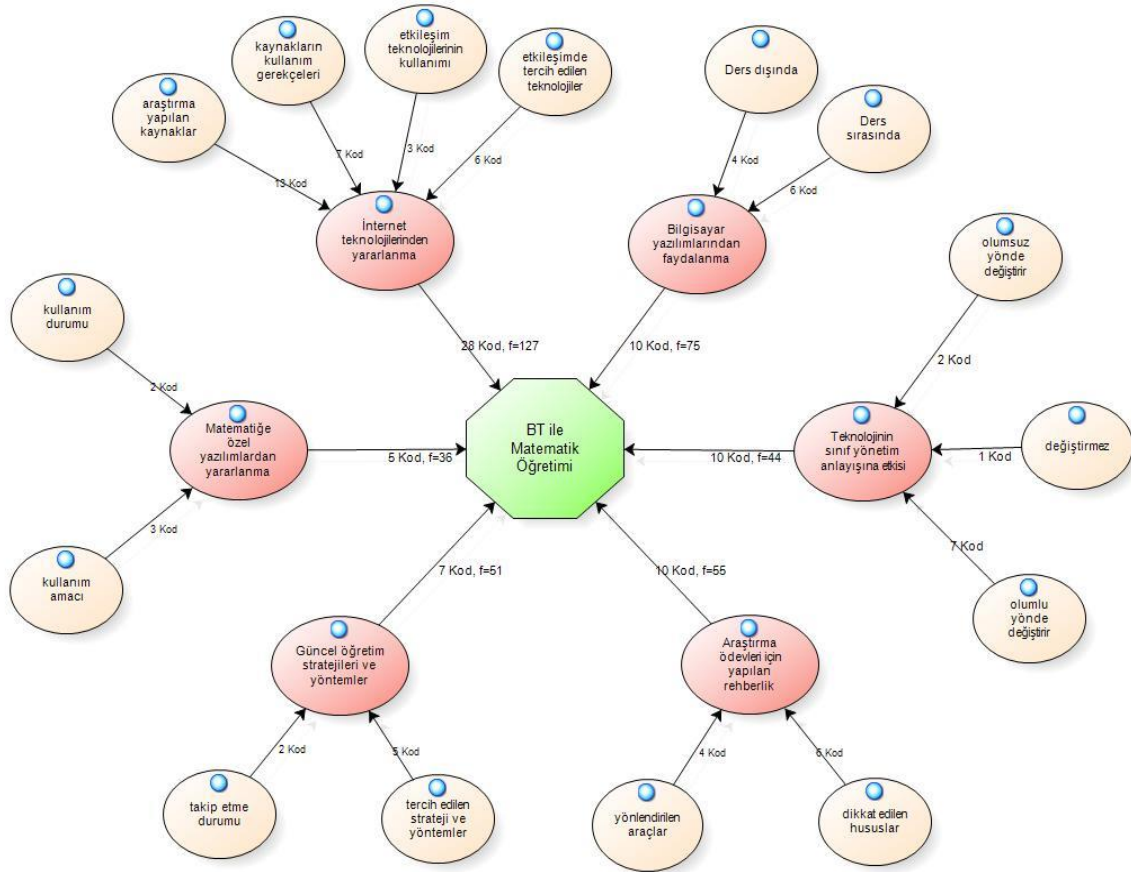 etkileşim
teknolojilerinin
kullanımı
kaynakların
kullanım
gerekçeleri
etkileşimde
tercih edilen
teknolojiler
Ders dışında
araştırma
yapılan
kaynaklar
Ders
sırasında
7 Kod
3 Kod
6 Kod
4 Kod
13 Kod
6 Kod
İnternet
teknolojilerinden
yararlanma
Bilgisayar
yazılımlarından
faydalanma
olumsuz
yönde
değiştirir
kullanım
durumu
28 Kod, f=127
10 Kod, f=75
2 Kod
2 Kod
Matematiğe
özel
yazılımlardan
yararlanma
5 Kod, f=36
BT ile
Matematik
Öğretimi
10 Kod, f=44
Teknolojinin
sınıf yönetim
anlayışına etkisi
1 Kod
değiştirmez
3 Kod
7 Kod
kullanım
amacı
7 Kod, f=51
10 Kod, f=55
olumlu
yönde
değiştirir
Güncel öğretim
stratejileri ve
yöntemler
Araştırma
ödevleri için
yapılan
rehberlik
2 Kod
5 Kod
4 Kod
6 Kod
takip etme
durumu
tercih edilen
strateji ve
yöntemler
yönlendirilen
araçlar
dikkat edilen
hususlar